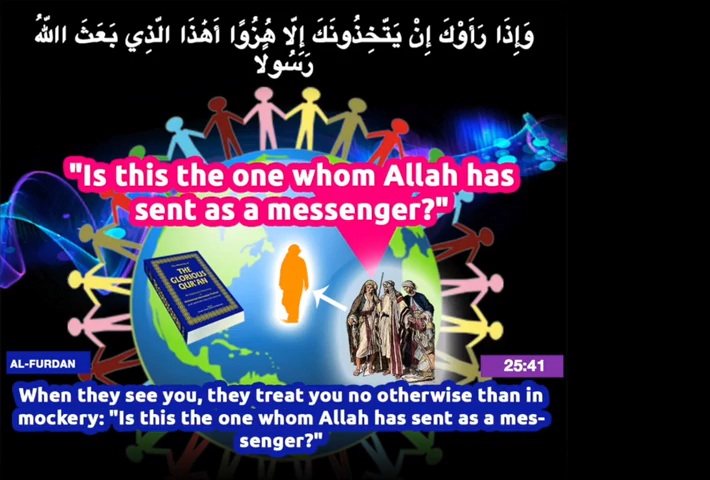 وَإِذَا رَأَوْكَ إِنْ يَتَّخِذُونَكَ إِلَّا هُزُوًا أَهَٰذَا الَّذِي بَعَثَ اللَّهُ
رَسُولًا
"Is this the one whom Allah has
sent as a messenger?"
THE
GLORIOUS
QUR'AN
AL-FURDAN
25:41
When they see you, they treat you no otherwise than in
mockery: "Is this the one whom Allah has sent as a mes-
senger?"